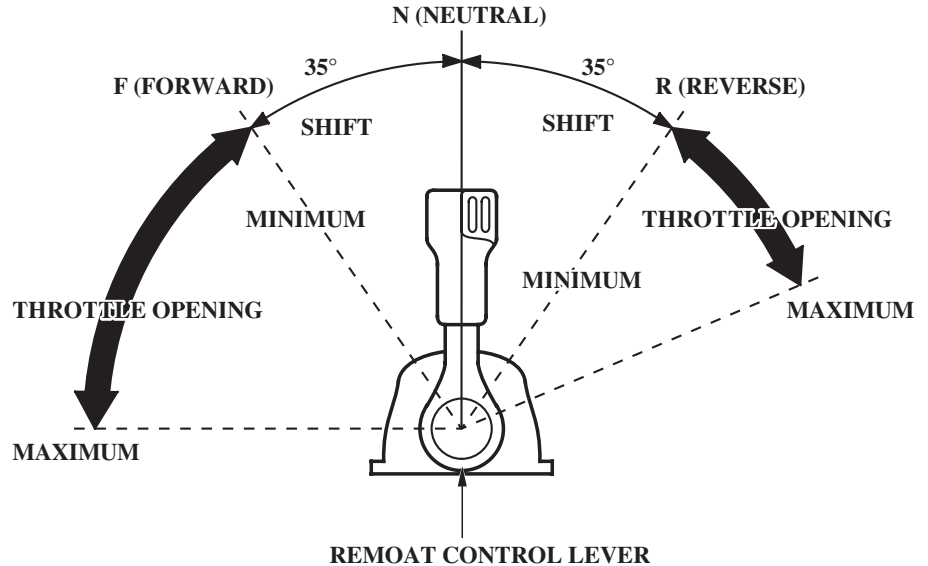 N (NEUTRAL)
35°
35°
F (FORWARD)
R (REVERSE)
SHIFT
SHIFT
MINIMUM
THROTTLE OPENING
MINIMUM
THROTTLE OPENING
MAXIMUM
MAXIMUM
REMOAT CONTROL LEVER